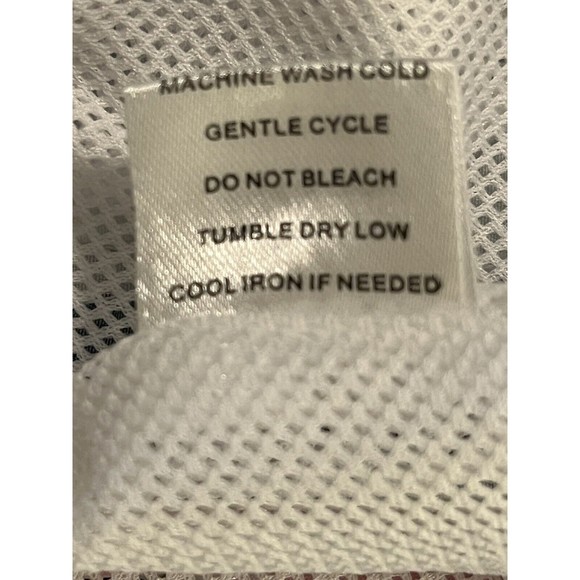 MACHINE WASH COLD
GENTLE CYCLE
DO NOT BLEACH
TUMBLE DRY LOW
COOL IRON IF NEEDED